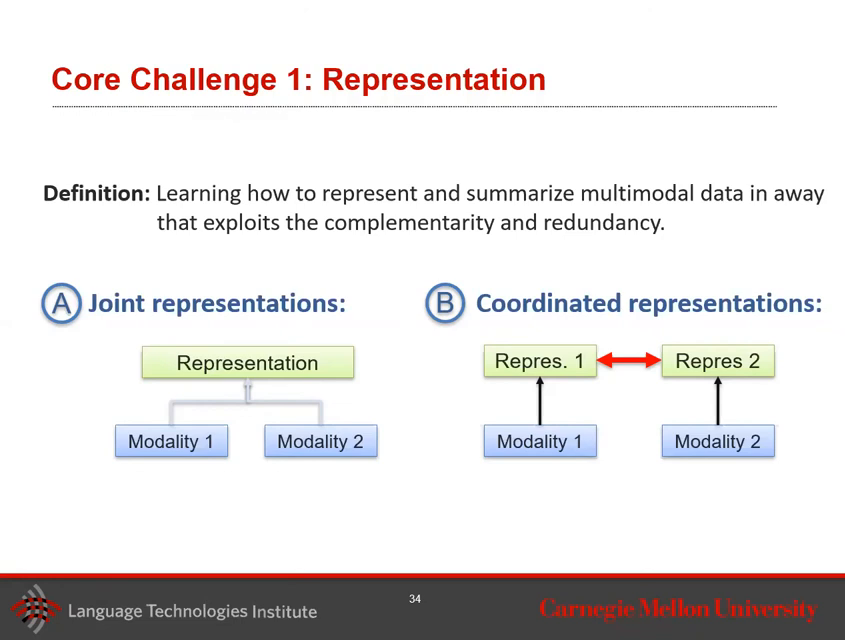 Core Challenge 1: Representation
Definition: Learning how to represent and summarize multimodal data in away
that exploits the complementarity and redundancy.
A Joint representations:
Representation
Modality 1 Modality 2
B Coordinated representations:
Repres. 1 Repres 2
Modality 1 Modality 2
Language Technologies Institute
34
Carnegie Mellon University